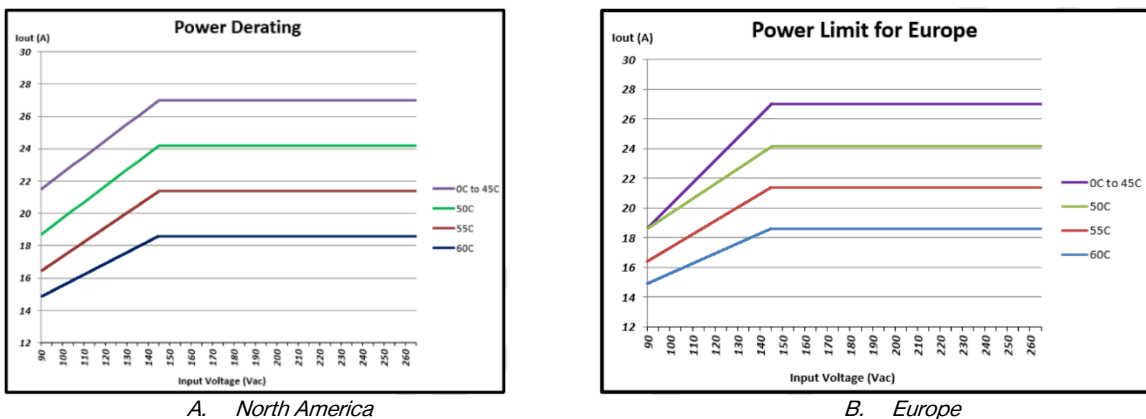 Power Derating
Iout (A)
30
28
26
24
22
20
18
16
14
12
90 100 110 120 130 140 150 160 170 180 190 200 210 220 230 240 250 260
Input Voltage (Vac)
0C to 45C
50C
55C
60C
A. North America
Power Limit for Europe
Iout (A)
30
28
26
24
22
20
18
16
14
12
90 100 110 120 130 140 150 160 170 180 190 200 210 220 230 240 250 260
Input Voltage (Vac)
0C to 45C
50C
55C
60C
B. Europe